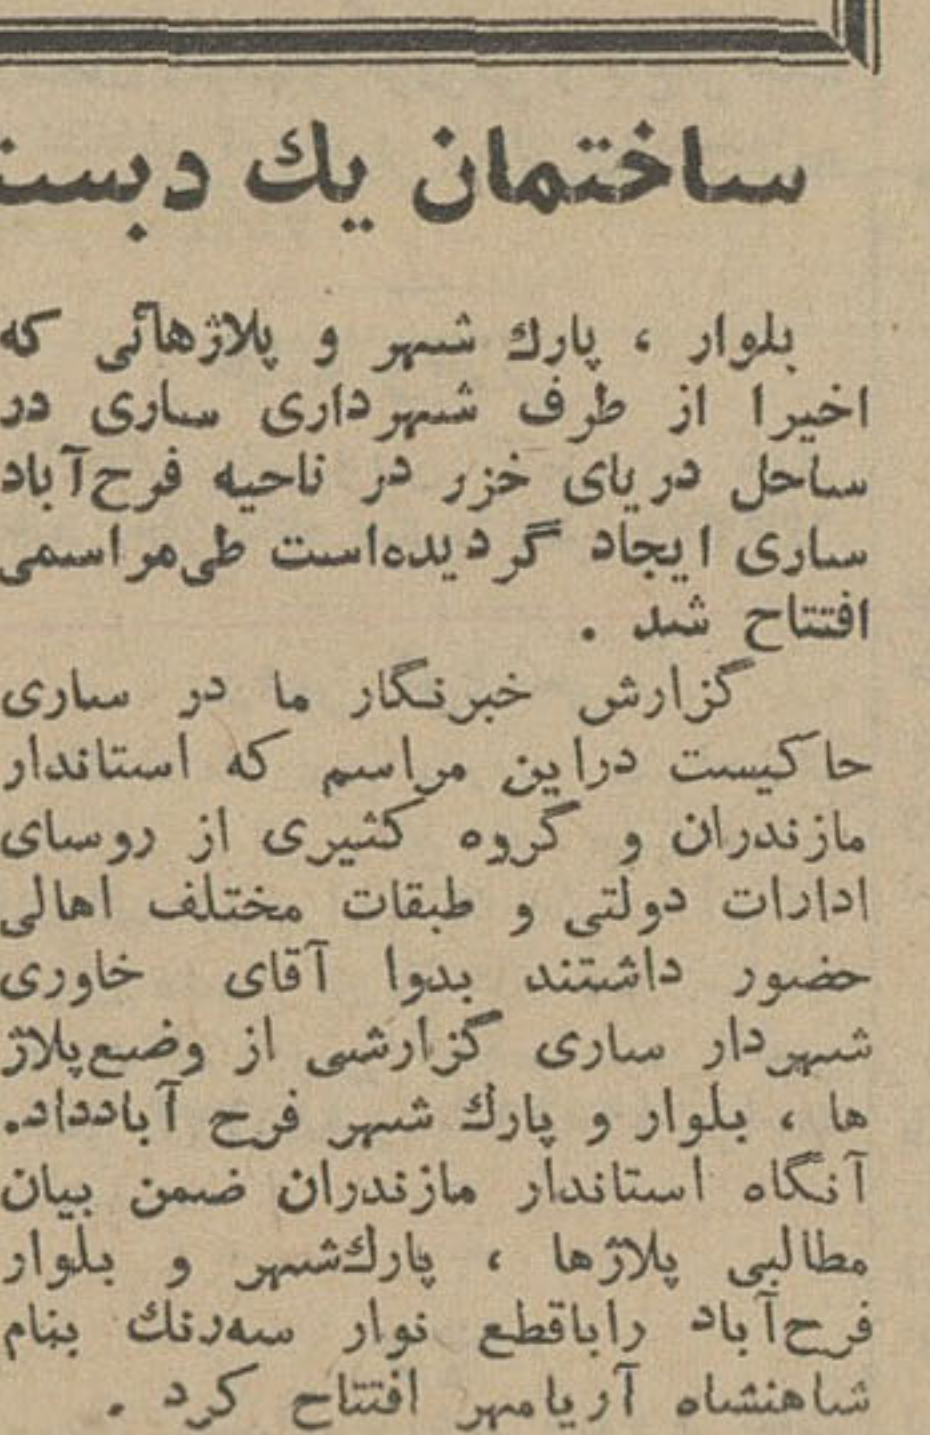 ساختمان یك دبست
بلوار ، پارك شهر و پلاژهائی که
اخیرا از طرف شهرداری ساری در
ساحل دریای خزر در ناحیه فرح‌آباد
ساری ایجاد گردیده‌است طی‌مراسمی
افتتاح شد .
گزارش خبرنگار ما در ساری
حاکیست دراین مراسم که استاندار
مازندران و گروه کثیری از روسای
ادارات دولتی و طبقات مختلف اهالی
حضور داشتند بدوا آقای خاوری
شهردار ساری گزارشی از وضع‌پلاژ
ها ، بلوار و پارك شهر فرح آبادداد.
آنگاه استاندار مازندران ضمن بیان
مطالبی پلاژها ، پارك‌شهر و بلوار
فرح‌آباد راباقطع نوار سه‌رنك بنام
شاهنشاه آریامهر افتتاح کرد .